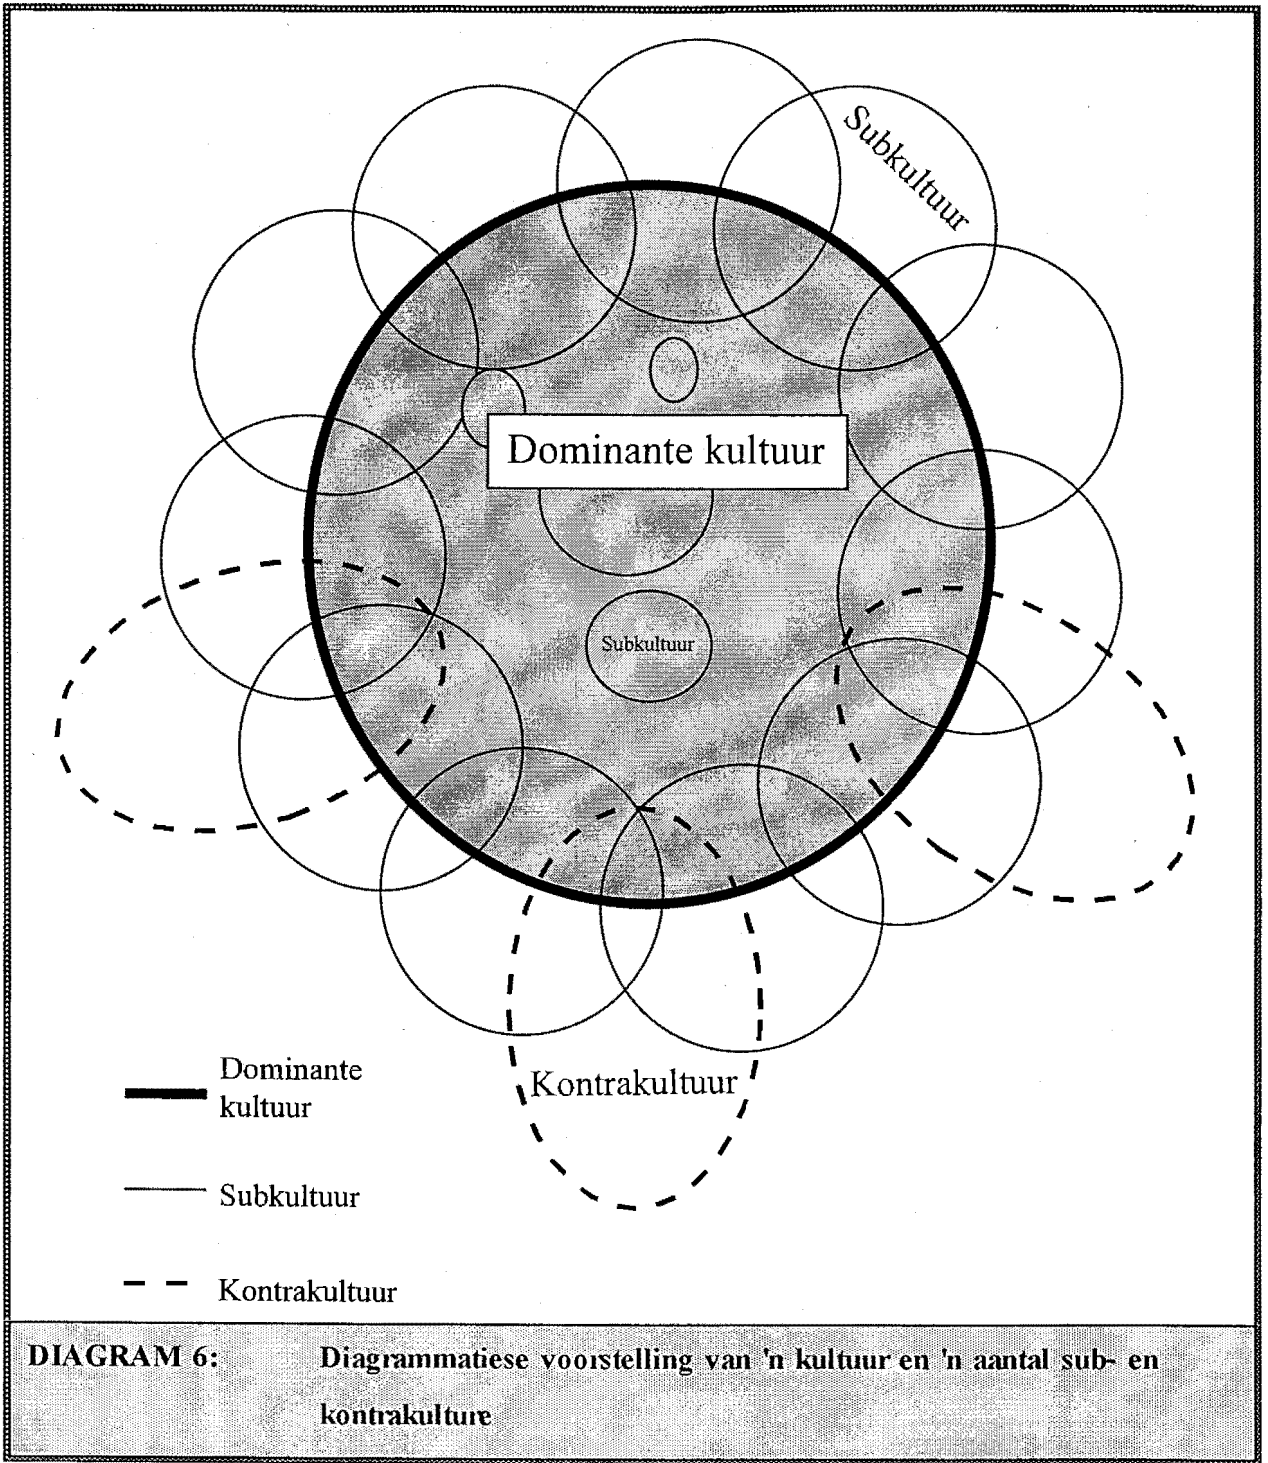 Subkultuur
Dominante kultuur
Subkultuur
Kontrakultuur
Dominante
kultuur
Subkultuur
Kontrakultuur
DIAGRAM 6: Diagrammatiese voorstelling van 'n kultuur en 'n aantal sub- en
kontrakulture